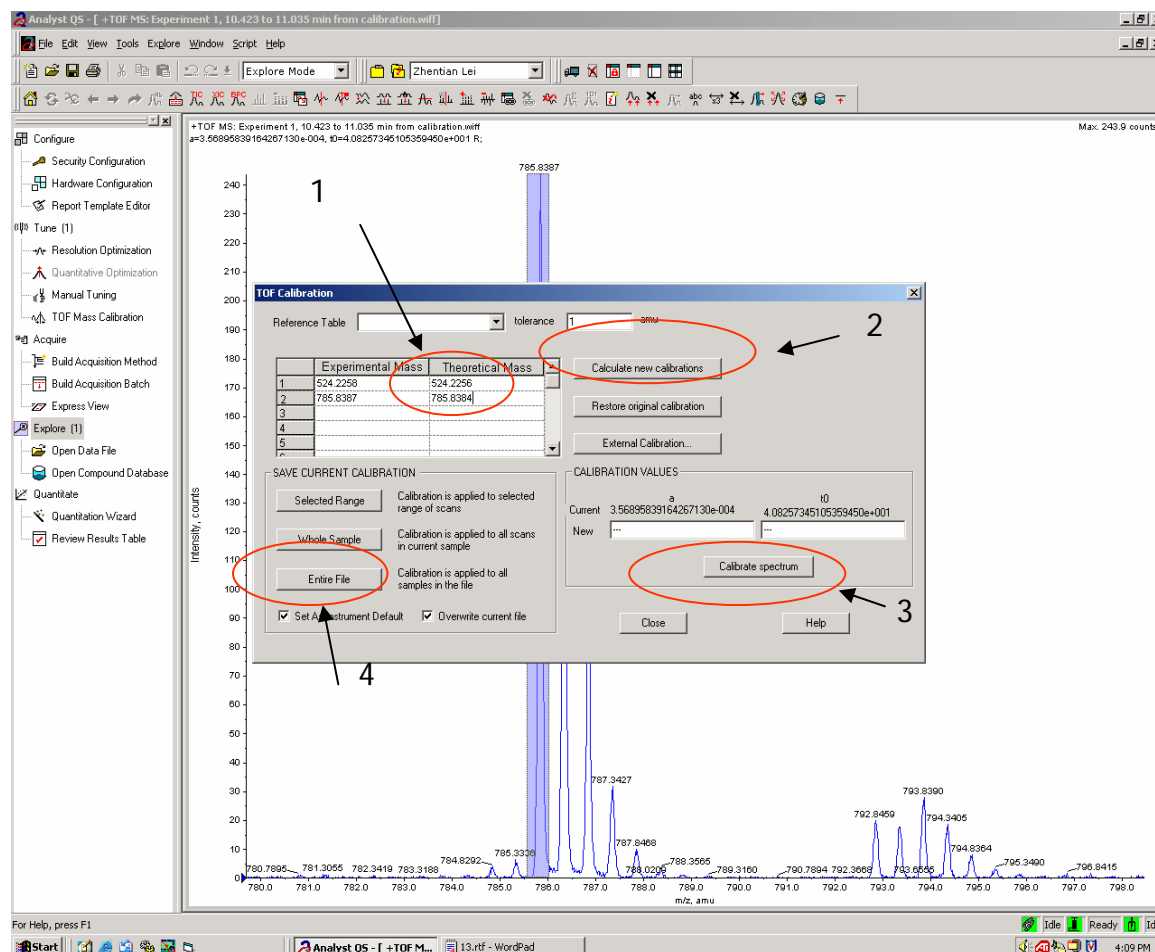 Analyst QS - [ +TOF MS: Experiment 1, 10.423 to 11.035 min from calibration.wiff]
File Edit View Tools Explore Window Script Help
Explore Mode Zhentian Lei
TIC XIC BPC abc
Configure
Security Configuration
Hardware Configuration
Report Template Editor
Tune (1)
Resolution Optimization
Quantitative Optimization
Manual Tuning
TOF Mass Calibration
Acquire
Build Acquisition Method
Build Acquisition Batch
Express View
Explore (1)
Open Data File
Open Compound Database
Quantitate
Quantitation Wizard
Review Results Table
+TOF MS: Experiment 1, 10.423 to 11.035 min from calibration.wiff Max. 243.9 counts
a=3.56895839164267130e-004, t0=4.08257345105359450e+001 R;
785.8387
240
230
220
210
200
190
180
170
160
150
140
130
120
110
100
90
80
70
60
50
40
30
20
10
0
Intensity, counts
1
2
3
4
TOF Calibration
Reference Table tolerance 1 amu
Experimental Mass Theoretical Mass
1 524.2258 524.2256
2 785.8387 785.8384
3
4
5
Calculate new calibrations
Restore original calibration
External Calibration...
SAVE CURRENT CALIBRATION
Selected Range Calibration is applied to selected
range of scans
Whole Sample Calibration is applied to all scans
in current sample
Entire File Calibration is applied to all
samples in the file
Overwrite current file
CALIBRATION VALUES
a t0
Current 3.56895839164267130e-004 4.08257345105359450e+001
New --- ---
Calibrate spectrum
Close Help
787.3427
793.8390
792.8459
794.3405
787.8468
794.8364
784.8292 785.3336 788.3565 795.3490
780.7895 781.3055 782.3419 783.3188 788.0209 789.3160 790.7894 792.3668 793.6555 796.8415
780.0 781.0 782.0 783.0 784.0 785.0 786.0 787.0 788.0 789.0 790.0 791.0 792.0 793.0 794.0 795.0 796.0 797.0 798.0
m/z, amu
For Help, press F1 Idle Ready Id
Start Analyst QS - [ +TOF M... 13.rtf - WordPad 4:09 PM